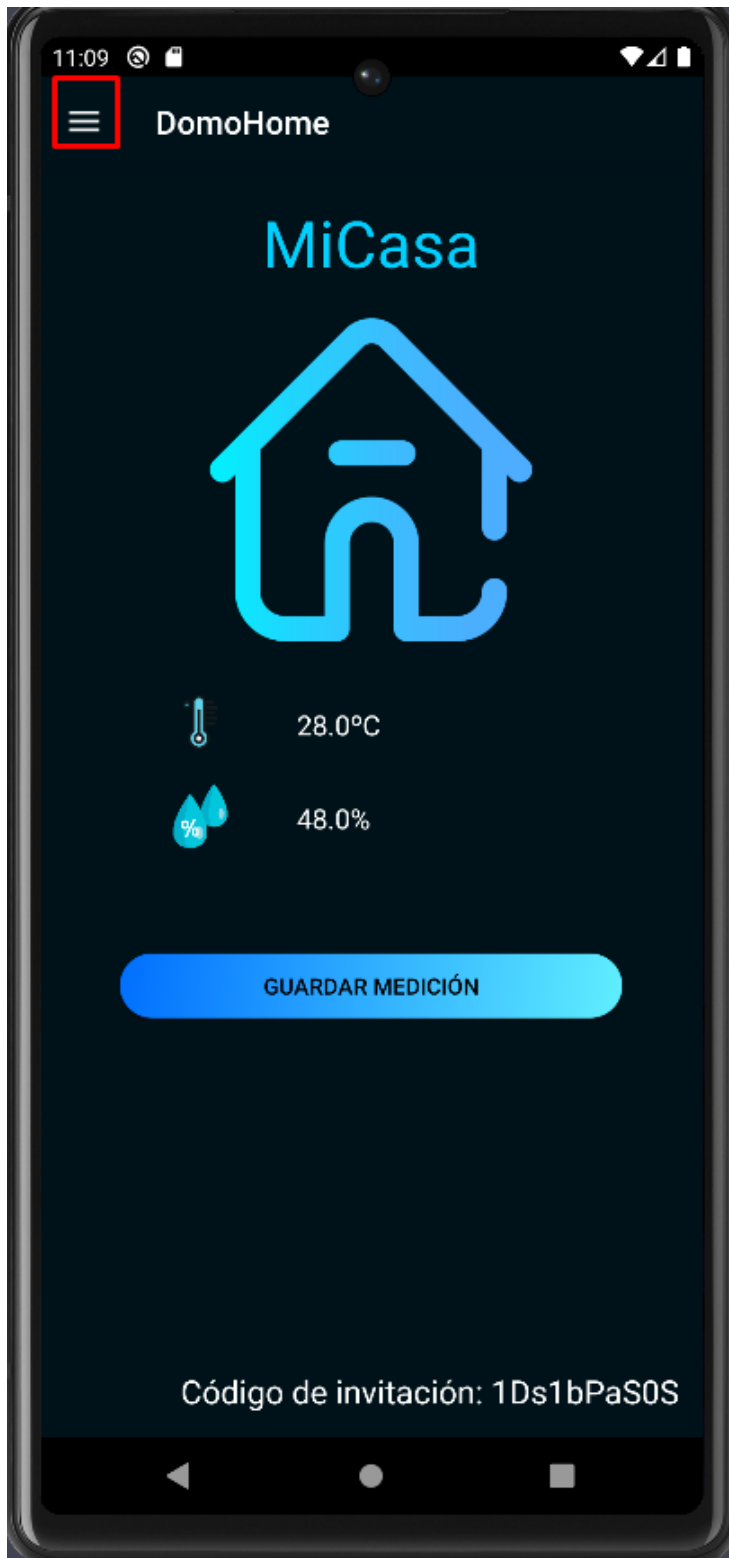 11:09
DomoHome
MiCasa
28.0ºC
%
48.0%
GUARDAR MEDICIÓN
Código de invitación: 1Ds1bPaS0S